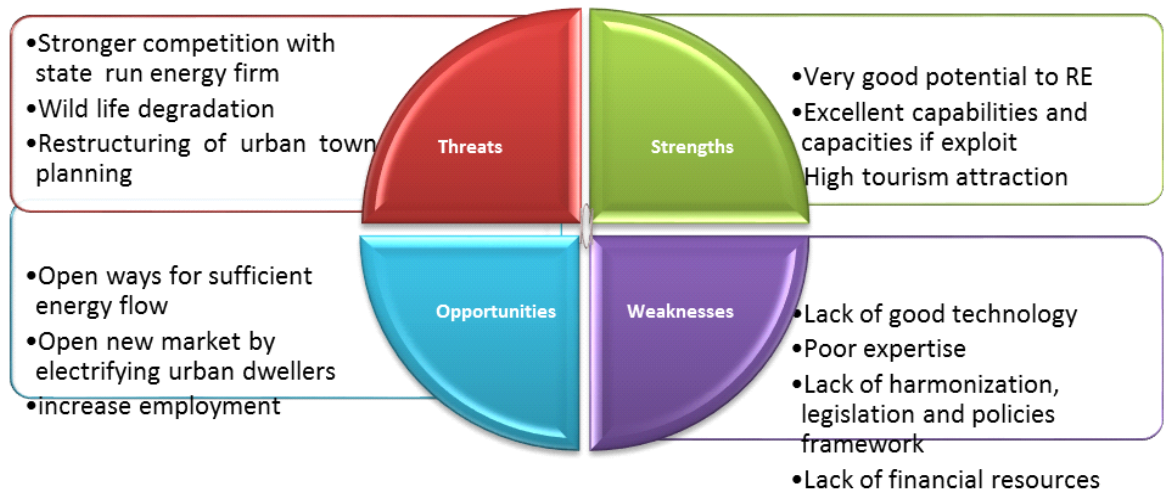 •Stronger competition with
state run energy firm
•Wild life degradation
•Restructuring of urban town
planning
Threats
Strengths
•Very good potential to RE
•Excellent capabilities and
capacities if exploit
•High tourism attraction
•Open ways for sufficient
energy flow
•Open new market by
electrifying urban dwellers
•increase employment
Opportunities
Weaknesses
•Lack of good technology
•Poor expertise
•Lack of harmonization,
legislation and policies
framework
•Lack of financial resources